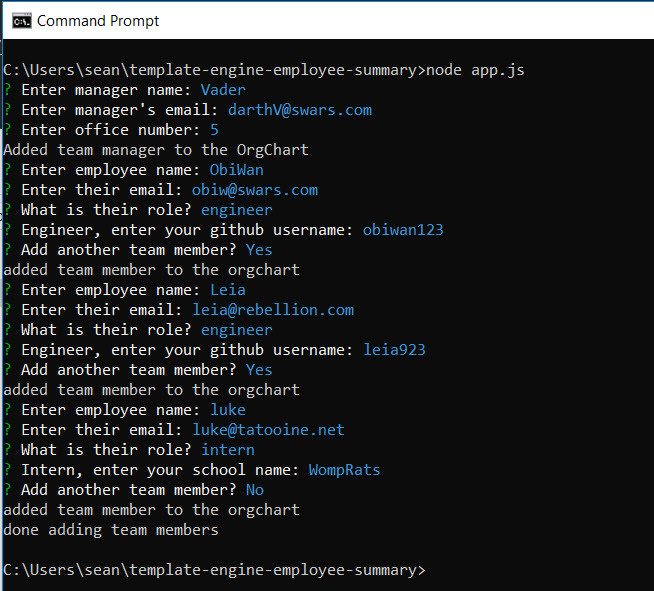 Command Prompt
C:\Users\sean\template-engine-employee-summary>node app.js
? Enter manager name: Vader
? Enter manager's email: darthV@swars.com
? Enter office number: 5
Added team manager to the OrgChart
? Enter employee name: ObiWan
? Enter their email: obiw@swars.com
? What is their role? engineer
? Engineer, enter your github username: obiwan123
? Add another team member? Yes
added team member to the orgchart
? Enter employee name: Leia
? Enter their email: leia@rebellion.com
? What is their role? engineer
? Engineer, enter your github username: leia923
? Add another team member? Yes
added team member to the orgchart
? Enter employee name: luke
? Enter their email: luke@tatooine.net
? What is their role? intern
? Intern, enter your school name: WompRats
? Add another team member? No
added team member to the orgchart
done adding team members
C:\Users\sean\template-engine-employee-summary>